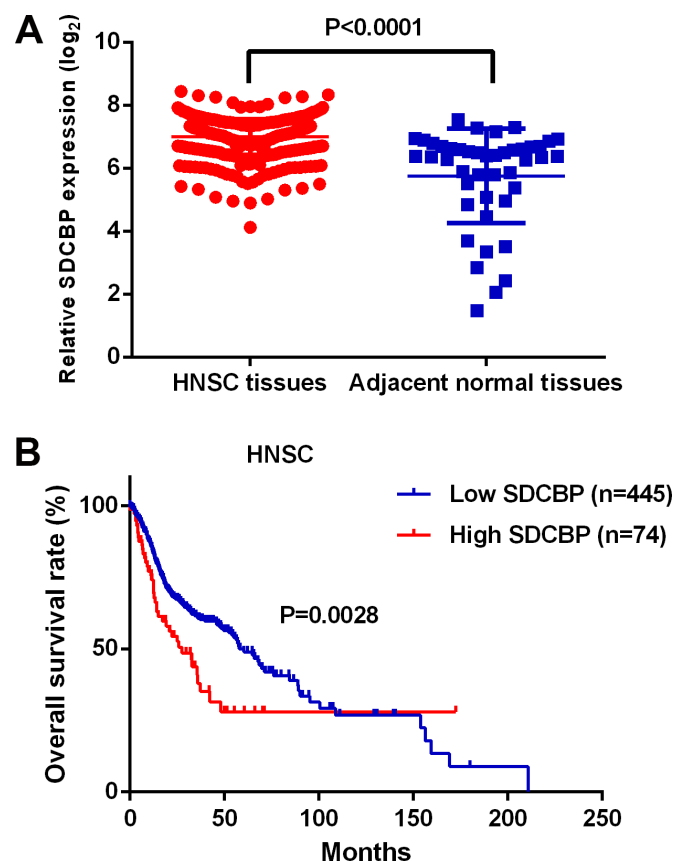 A
P<0.0001
Relative SDCBP expression (log2)
10
8
6
4
2
0
HNSC tissues
Adjacent normal tissues
B
HNSC
Low SDCBP (n=445)
High SDCBP (n=74)
P=0.0028
Overall survival rate (%)
100
50
0
0 50 100 150 200 250
Months